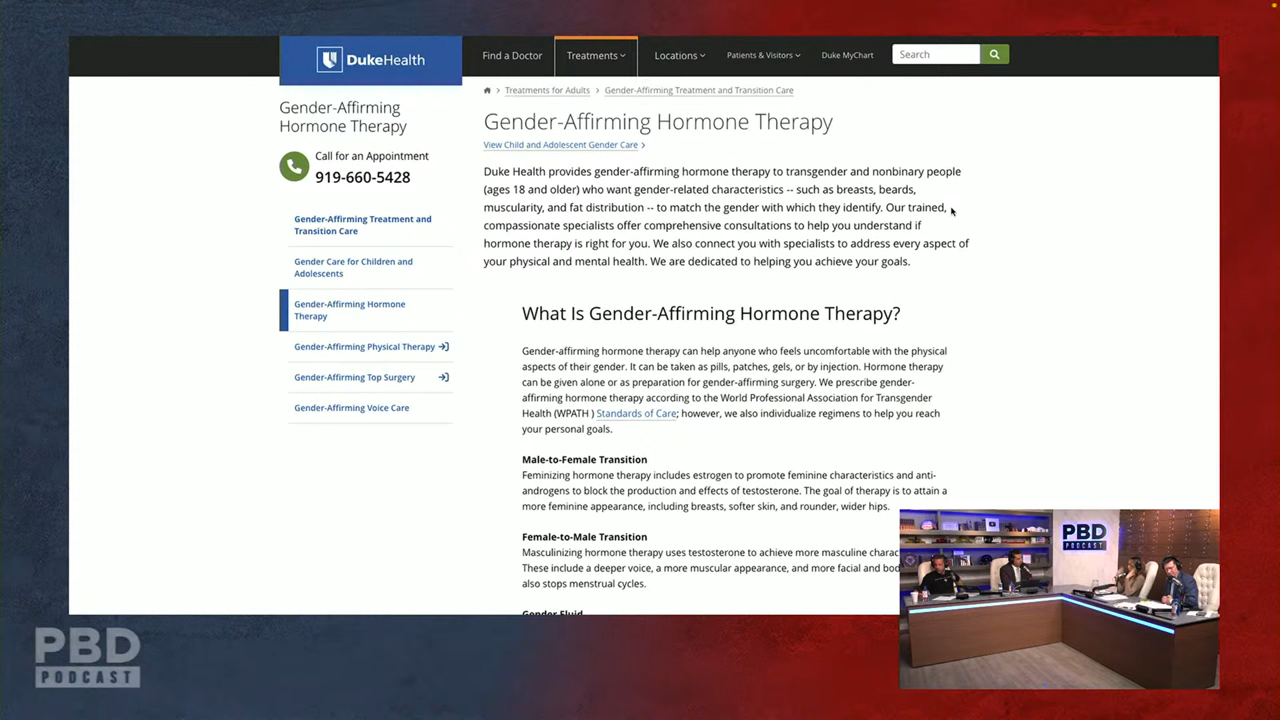 DukeHealth
Find a Doctor
Treatments
Locations
Patients & Visitors
Duke MyChart
Search
Gender-Affirming
Hormone Therapy
Call for an Appointment
919-660-5428
Gender-Affirming Treatment and
Transition Care
Gender Care for Children and
Adolescents
Gender-Affirming Hormone
Therapy
Gender-Affirming Physical Therapy
Gender-Affirming Top Surgery
Gender-Affirming Voice Care
Treatments for Adults > Gender-Affirming Treatment and Transition Care
Gender-Affirming Hormone Therapy
View Child and Adolescent Gender Care >
Duke Health provides gender-affirming hormone therapy to transgender and nonbinary people
(ages 18 and older) who want gender-related characteristics -- such as breasts, beards,
muscularity, and fat distribution -- to match the gender with which they identify. Our trained,
compassionate specialists offer comprehensive consultations to help you understand if
hormone therapy is right for you. We also connect you with specialists to address every aspect of
your physical and mental health. We are dedicated to helping you achieve your goals.
What Is Gender-Affirming Hormone Therapy?
Gender-affirming hormone therapy can help anyone who feels uncomfortable with the physical
aspects of their gender. It can be taken as pills, patches, gels, or by injection. Hormone therapy
can be given alone or as preparation for gender-affirming surgery. We prescribe gender-
affirming hormone therapy according to the World Professional Association for Transgender
Health (WPATH ) Standards of Care; however, we also individualize regimens to help you reach
your personal goals.
Male-to-Female Transition
Feminizing hormone therapy includes estrogen to promote feminine characteristics and anti-
androgens to block the production and effects of testosterone. The goal of therapy is to attain a
more feminine appearance, including breasts, softer skin, and rounder, wider hips.
Female-to-Male Transition
Masculinizing hormone therapy uses testosterone to achieve more masculine charac
These include a deeper voice, a more muscular appearance, and more facial and bod
also stops menstrual cycles.
Gender Fluid
PBD
PODCAST
PBD
PODCAST